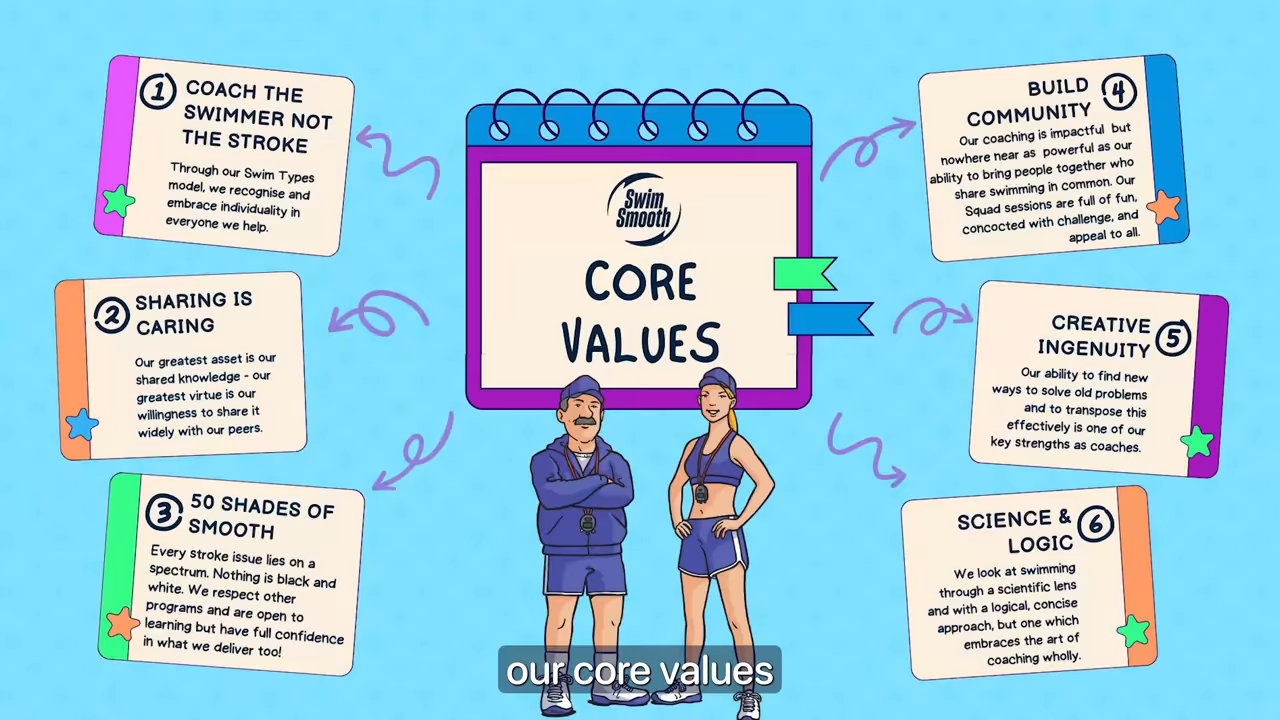 Swim
Smooth
CORE
VALUES
1
COACH THE
SWIMMER NOT
THE STROKE
Through our Swim Types
model, we recognise and
embrace individuality in
everyone we help.
2
SHARING IS
CARING
Our greatest asset is our
shared knowledge - our
greatest virtue is our
willingness to share it
widely with our peers.
3
50 SHADES OF
SMOOTH
Every stroke issue lies on a
spectrum. Nothing is black and
white. We respect other
programs and are open to
learning but have full confidence
in what we deliver too!
BUILD
COMMUNITY
4
Our coaching is impactful but
nowhere near as powerful as our
ability to bring people together who
share swimming in common. Our
Squad sessions are full of fun,
concocted with challenge, and
appeal to all.
CREATIVE
INGENUITY
5
Our ability to find new
ways to solve old problems
and to transpose this
effectively is one of our
key strengths as coaches.
SCIENCE &
LOGIC
6
We look at swimming
through a scientific lens
and with a logical, concise
approach, but one which
embraces the art of
coaching wholly.
our core values